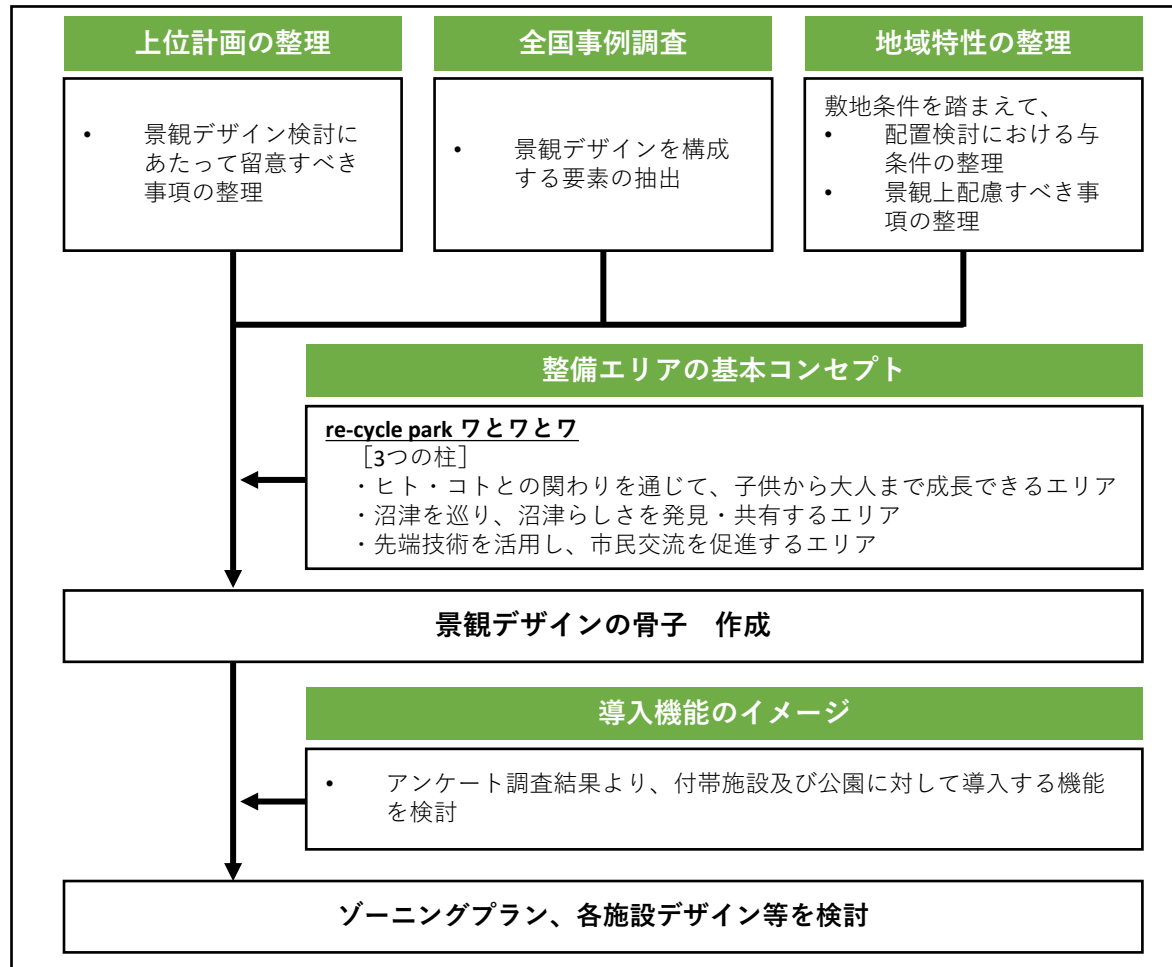 上位計画の整理
• 景観デザイン検討に
あたって留意すべき
事項の整理
全国事例調査
• 景観デザインを構成
する要素の抽出
地域特性の整理
敷地条件を踏まえて、
• 配置検討における与
条件の整理
• 景観上配慮すべき事
項の整理
整備エリアの基本コンセプト
re-cycle park ワとワとワ
［3つの柱］
・ヒト・コトとの関わりを通じて、子供から大人まで成長できるエリア
・沼津を巡り、沼津らしさを発見・共有するエリア
・先端技術を活用し、市民交流を促進するエリア
景観デザインの骨子　作成
導入機能のイメージ
• アンケート調査結果より、付帯施設及び公園に対して導入する機能
を検討
ゾーニングプラン、各施設デザイン等を検討